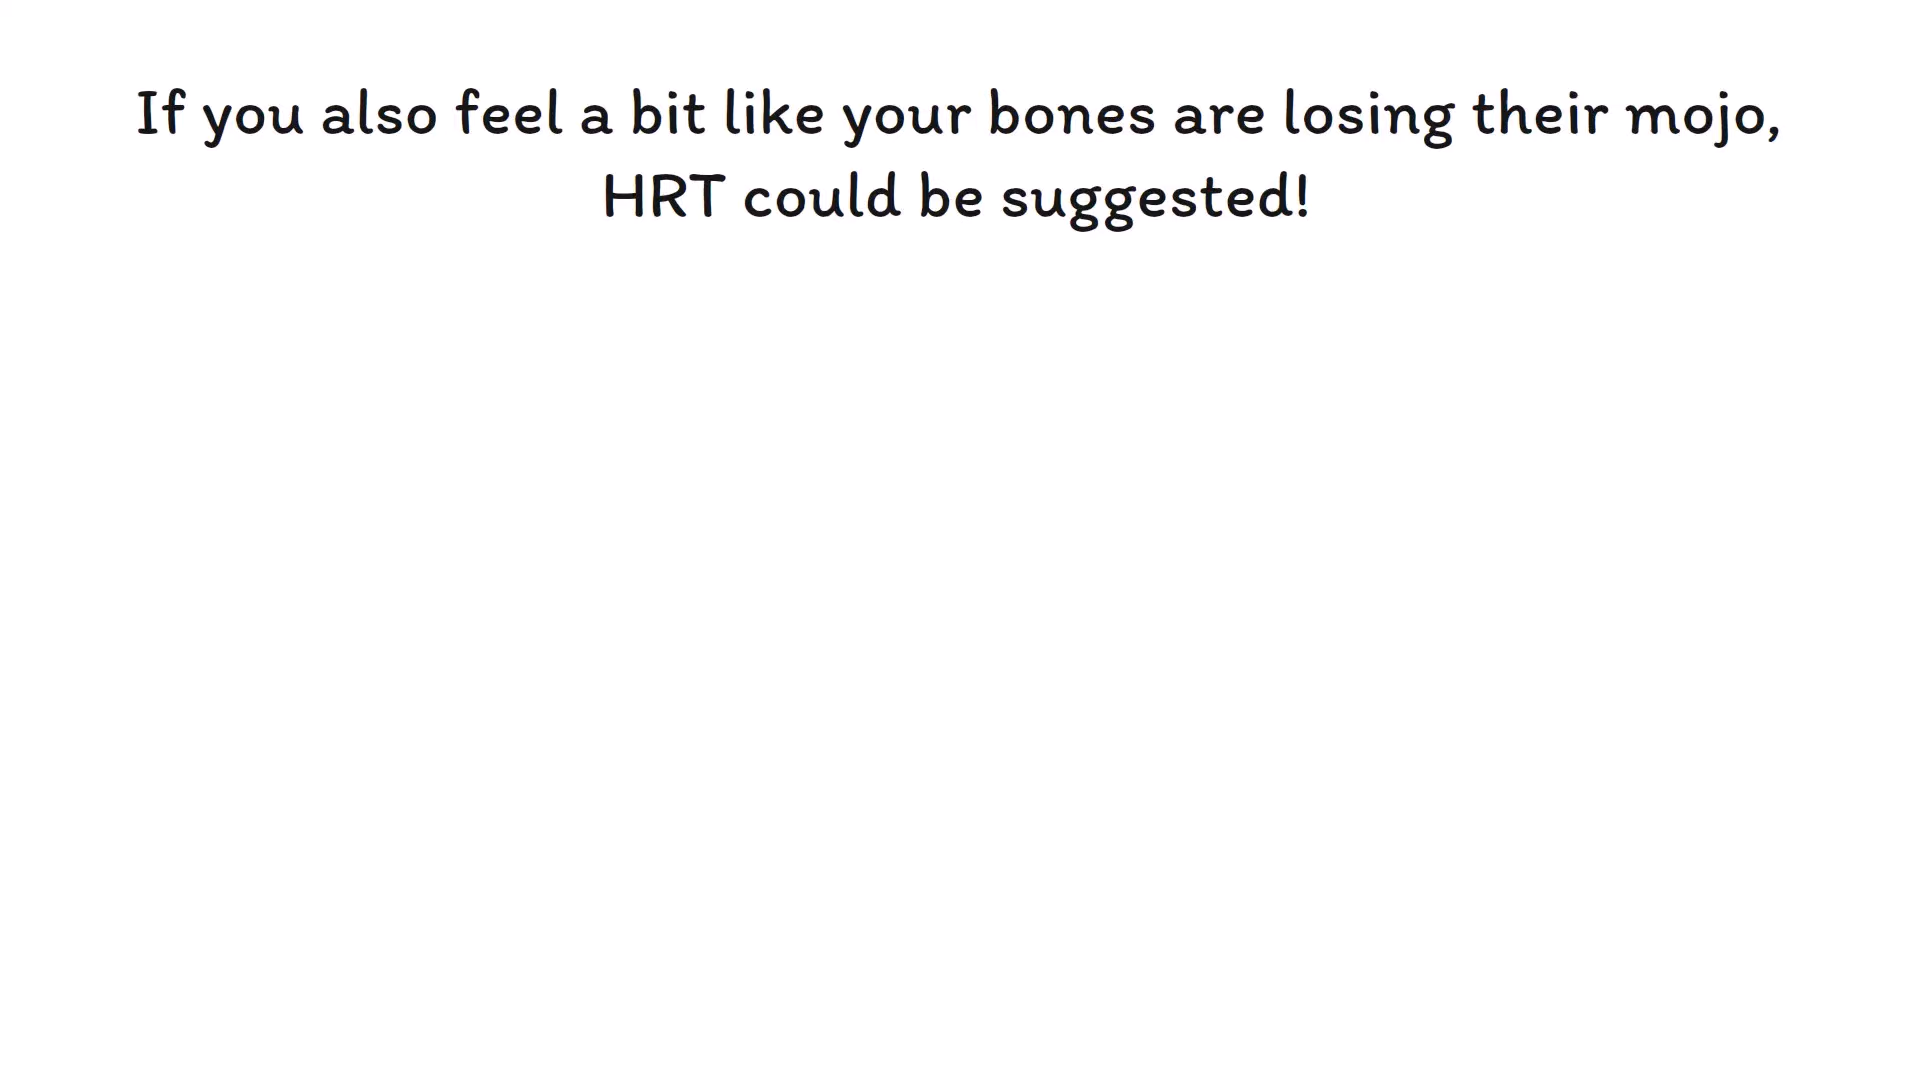 If you also feel a bit like your bones are losing their mojo,
HRT could be suggested!